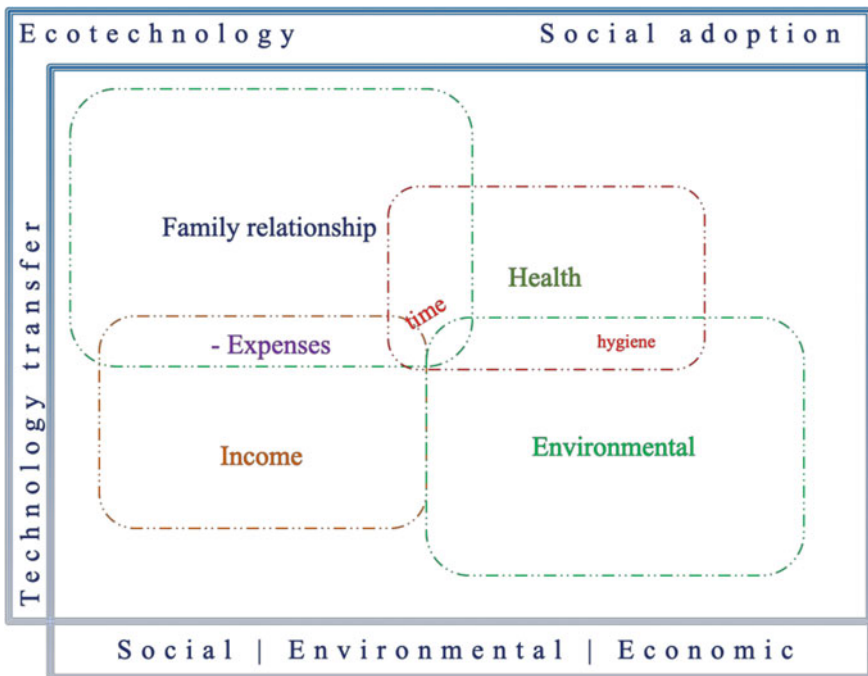 Ecotechnology Social adoption
Technology transfer
Family relationship
Health
time
- Expenses
hygiene
Income
Environmental
Social | Environmental | Economic